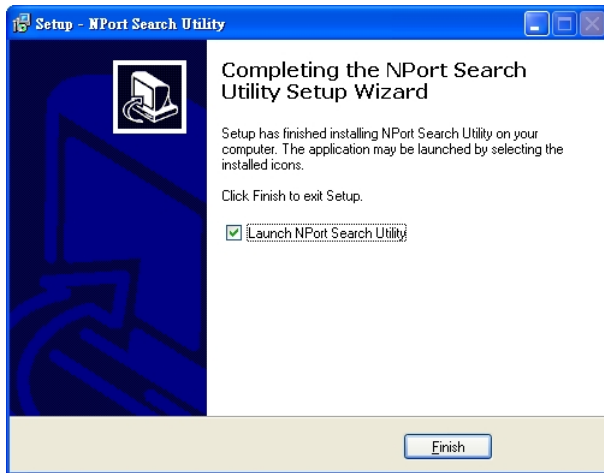 Setup - NPort Search Utility
Completing the NPort Search
Utility Setup Wizard
Setup has finished installing NPort Search Utility on your
computer. The application may be launched by selecting the
installed icons.
Click Finish to exit Setup.
Launch NPort Search Utility
Finish